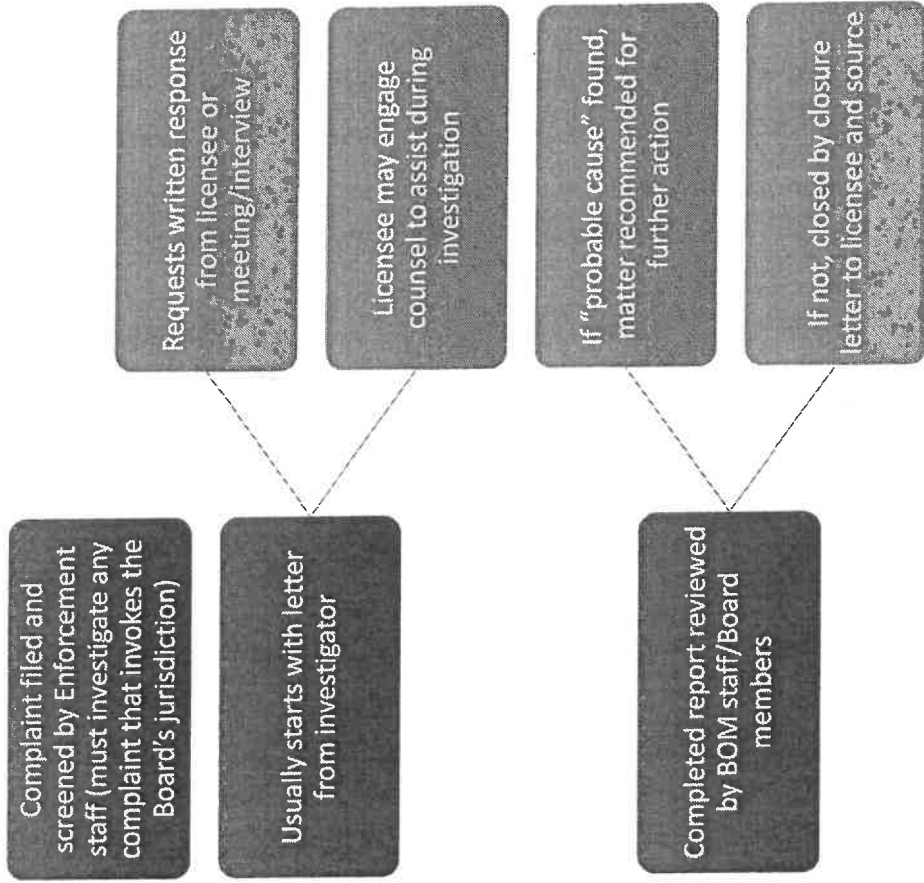 Complaint filed and
screened by Enforcement
staff (must investigate any
complaint that invokes the
Board's jurisdiction)
Usually starts with letter
from investigator
Requests written response
from licensee or
meeting/interview
Licensee may engage
counsel to assist during
investigation
Completed report reviewed
by BOM staff/Board
members
If "probable cause" found,
matter recommended for
further action
If not, closed by closure
letter to licensee and source